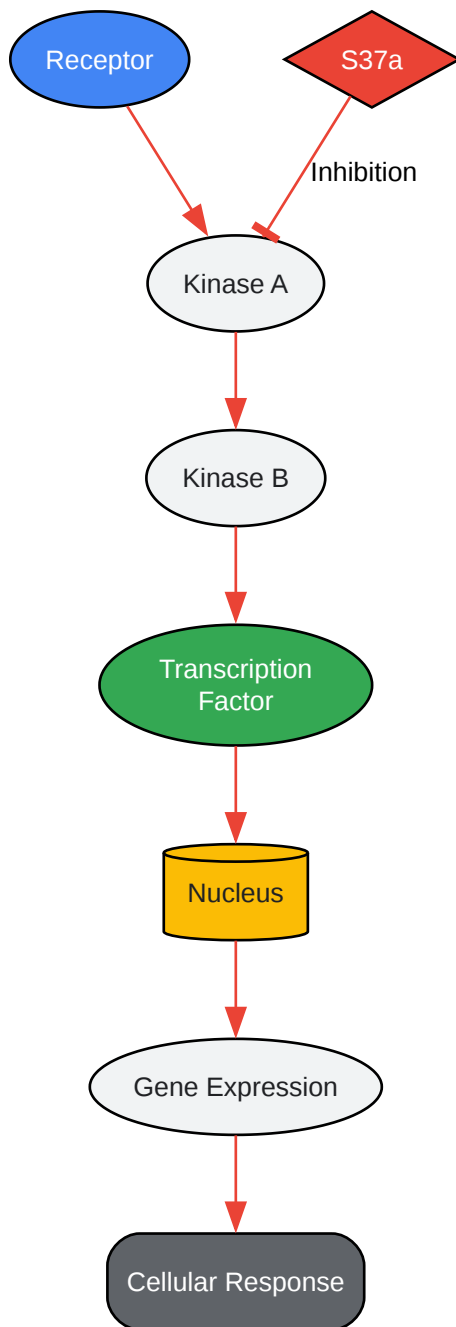 Receptor
S37a
Inhibition
Kinase A
Kinase B
Transcription
Factor
Nucleus
Gene Expression
Cellular Response